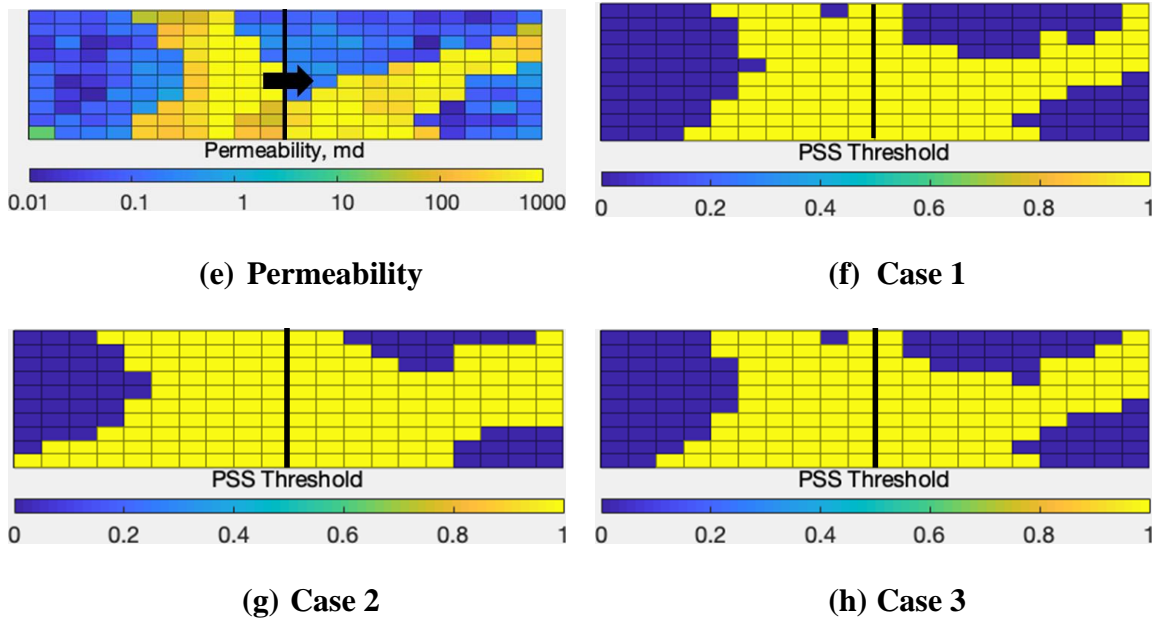 Permeability, md
0.01 0.1 1 10 100 1000
(e) Permeability
PSS Threshold
0 0.2 0.4 0.6 0.8 1
(f) Case 1
PSS Threshold
0 0.2 0.4 0.6 0.8 1
(g) Case 2
PSS Threshold
0 0.2 0.4 0.6 0.8 1
(h) Case 3